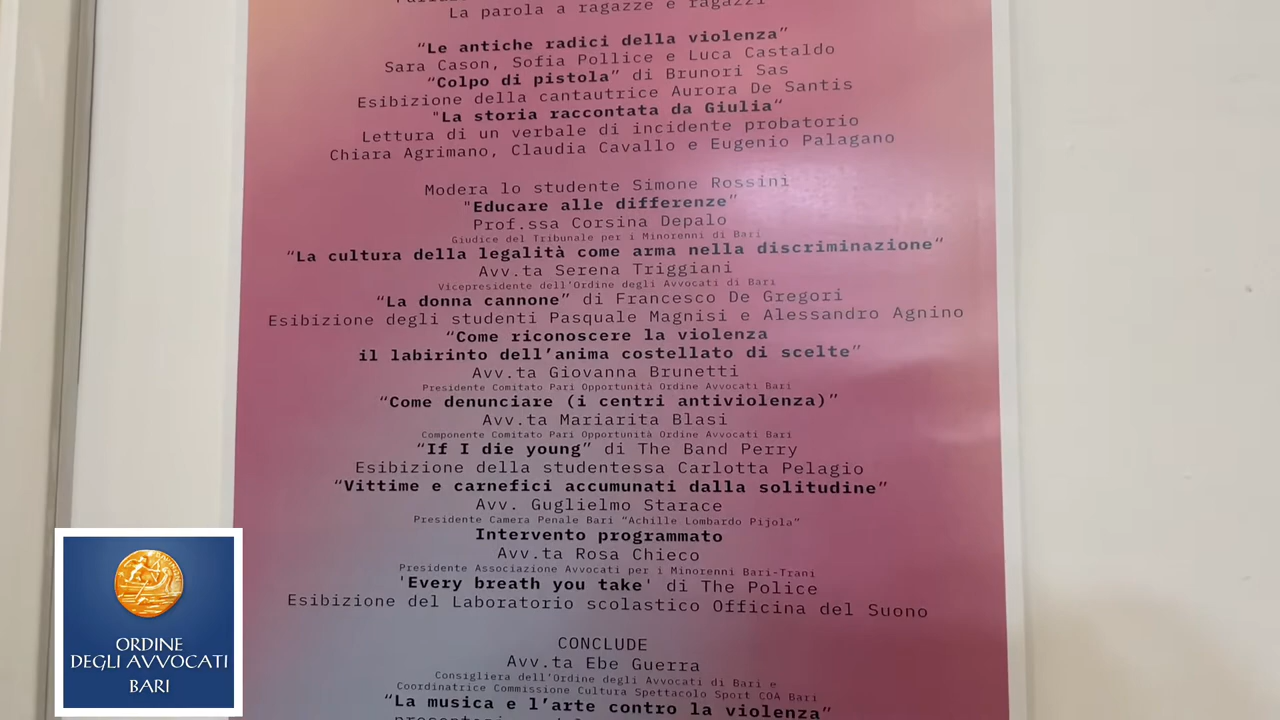 La parola a ragazze e ragazzi
“Le antiche radici della violenza”
Sara Cason, Sofia Pollice e Luca Castaldo
“Colpo di pistola” di Brunori Sas
Esibizione della cantautrice Aurora De Santis
"La storia raccontata da Giulia“
Lettura di un verbale di incidente probatorio
Chiara Agrimano, Claudia Cavallo e Eugenio Palagano
Modera lo studente Simone Rossini
"Educare alle differenze”
Prof.ssa Corsina Depalo
Giudice del Tribunale per i Minorenni di Bari
“La cultura della legalità come arma nella discriminazione“
Avv.ta Serena Triggiani
Vicepresidente dell'Ordine degli Avvocati di Bari
“La donna cannone” di Francesco De Gregori
Esibizione degli studenti Pasquale Magnisi e Alessandro Agnino
“Come riconoscere la violenza
il labirinto dell’anima costellato di scelte”
Avv.ta Giovanna Brunetti
Presidente Comitato Pari Opportunità Ordine Avvocati Bari
“Come denunciare (i centri antiviolenza)”
Avv.ta Mariarita Blasi
Componente Comitato Pari Opportunità Ordine Avvocati Bari
“If I die young” di The Band Perry
Esibizione della studentessa Carlotta Pelagio
“Vittime e carnefici accumunati dalla solitudine”
Avv. Guglielmo Starace
Presidente Camera Penale Bari “Achille Lombardo Pijola”
Intervento programmato
Avv.ta Rosa Chieco
Presidente Associazione Avvocati per i Minorenni Bari-Trani
'Every breath you take' di The Police
Esibizione del Laboratorio scolastico Officina del Suono
CONCLUDE
Avv.ta Ebe Guerra
Consigliera dell'Ordine degli Avvocati di Bari e
Coordinatrice Commissione Cultura Spettacolo Sport COA Bari
“La musica e l’arte contro la violenza”
ORDINE
DEGLI AVVOCATI
BARI